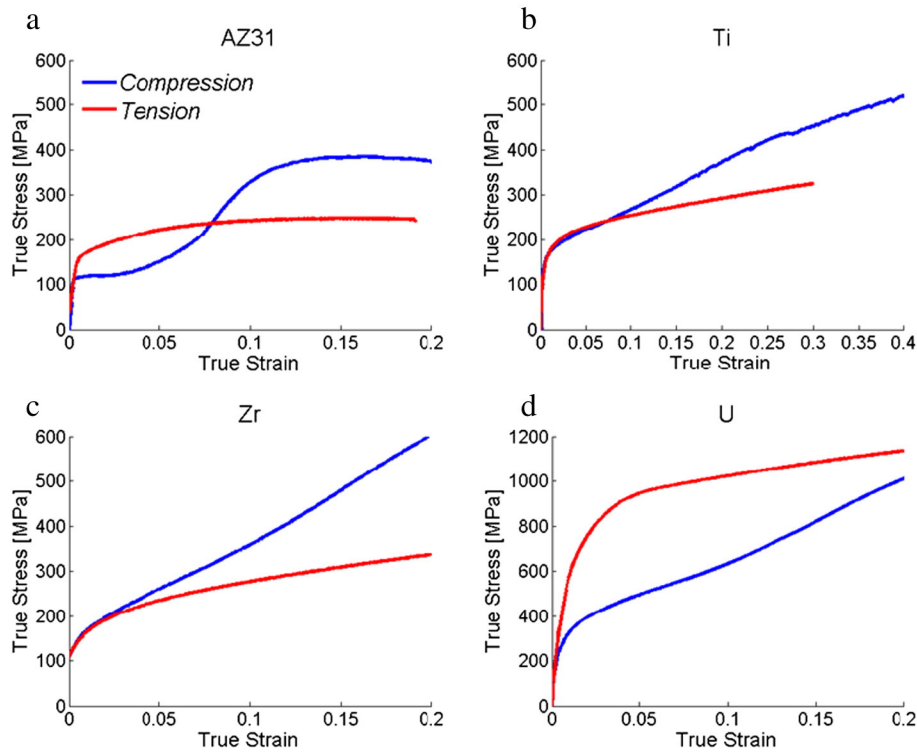 a
AZ31
True Stress [MPa]
600
500
400
300
200
100
0
Compression
Tension
0 0.05 0.1 0.15 0.2
True Strain
b
Ti
True Stress [MPa]
600
500
400
300
200
100
0
0 0.05 0.1 0.15 0.2 0.25 0.3 0.35 0.4
True Strain
c
Zr
True Stress [MPa]
600
500
400
300
200
100
0
0 0.05 0.1 0.15 0.2
True Strain
d
U
True Stress [MPa]
1200
1000
800
600
400
200
0
0 0.05 0.1 0.15 0.2
True Strain